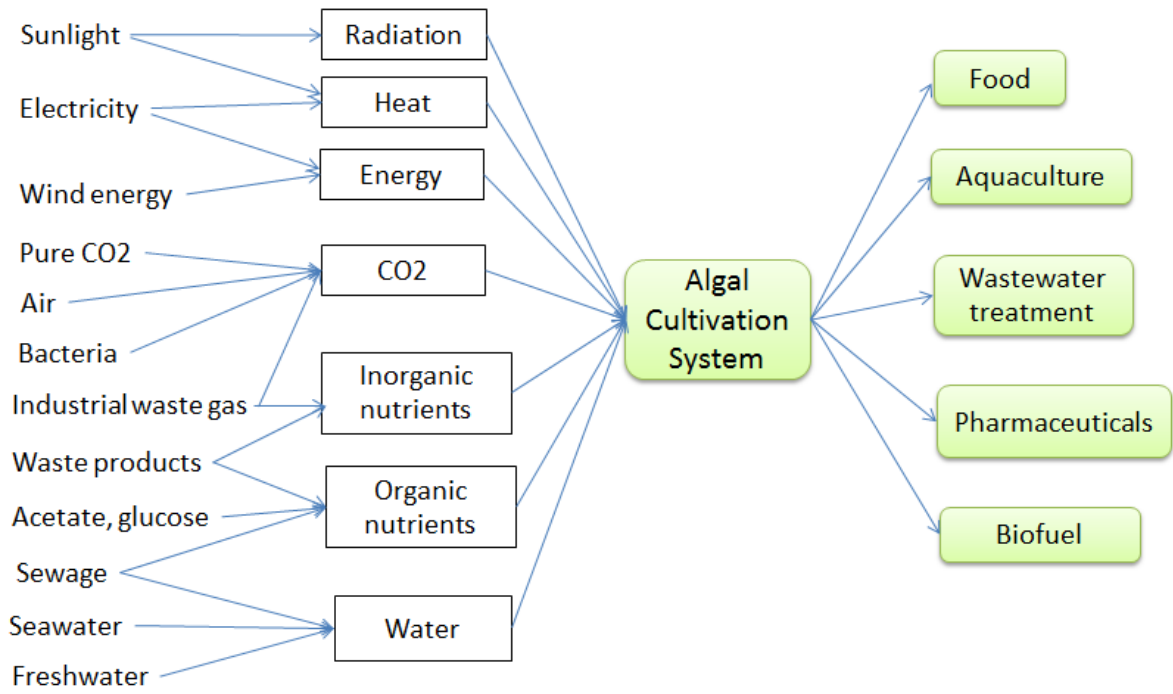 Sunlight
Electricity
Wind energy
Pure CO2
Air
Bacteria
Industrial waste gas
Waste products
Acetate, glucose
Sewage
Seawater
Freshwater
Radiation
Heat
Energy
CO2
Inorganic
nutrients
Organic
nutrients
Water
Algal
Cultivation
System
Food
Aquaculture
Wastewater
treatment
Pharmaceuticals
Biofuel